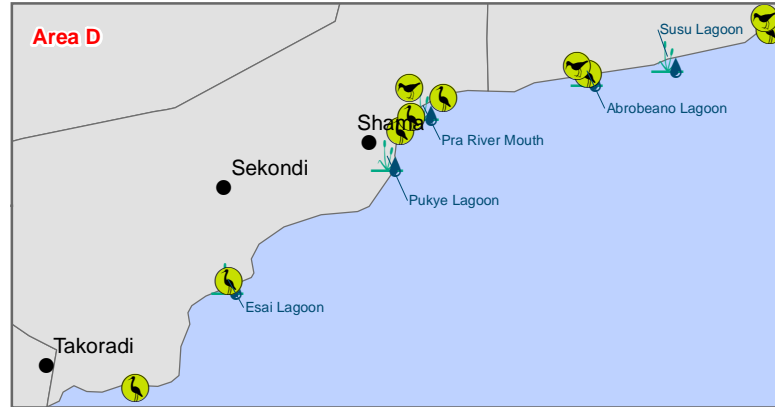 Area D
Susu Lagoon
Abrobeano Lagoon
Shama
Pra River Mouth
Sekondi
Pukye Lagoon
Esai Lagoon
Takoradi